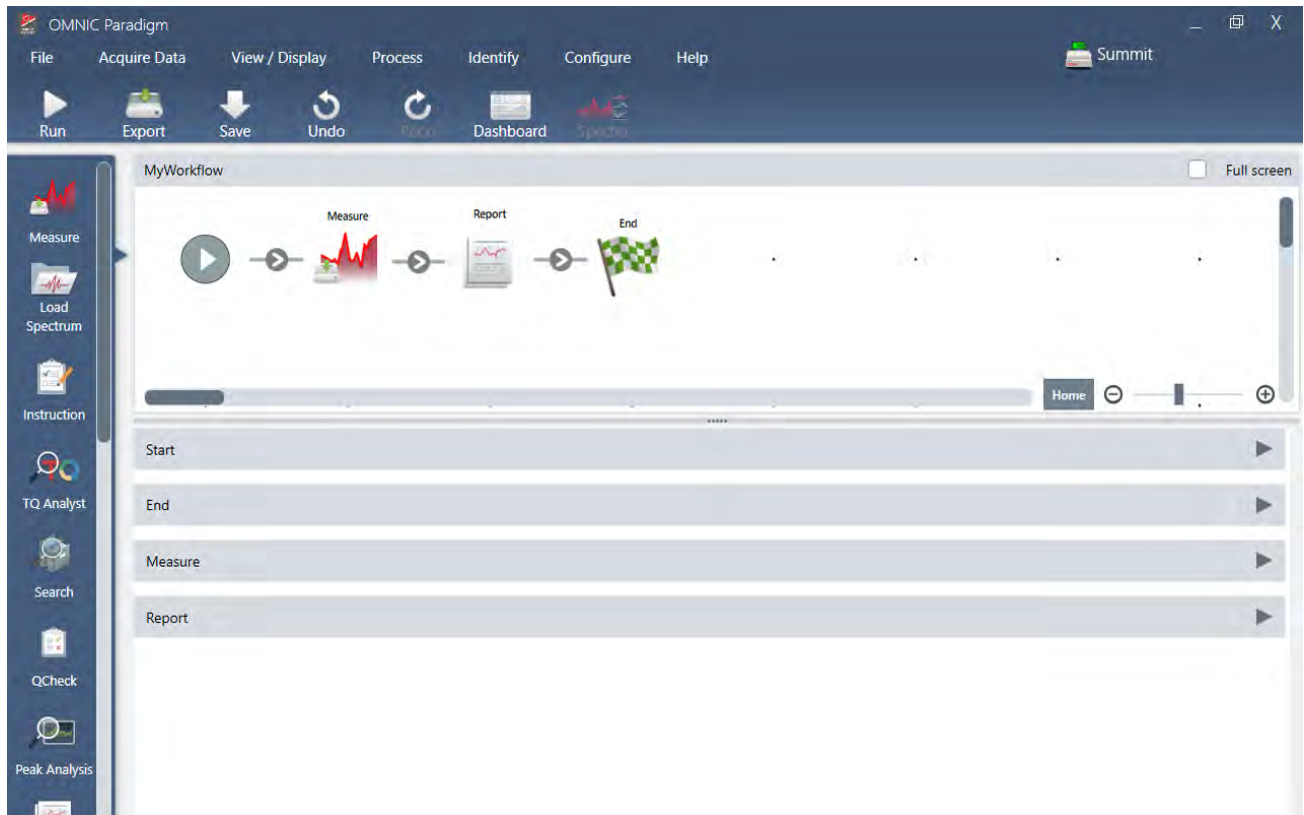 OMNIC Paradigm
X
File Acquire Data View / Display Process Identify Configure Help
Summit
Run Export Save Undo Redo Dashboard Spectra
MyWorkflow
Full screen
Measure
Report
End
Measure
Load
Spectrum
Instruction
TQ Analyst
Search
QCheck
Peak Analysis
Home
Start
End
Measure
Report